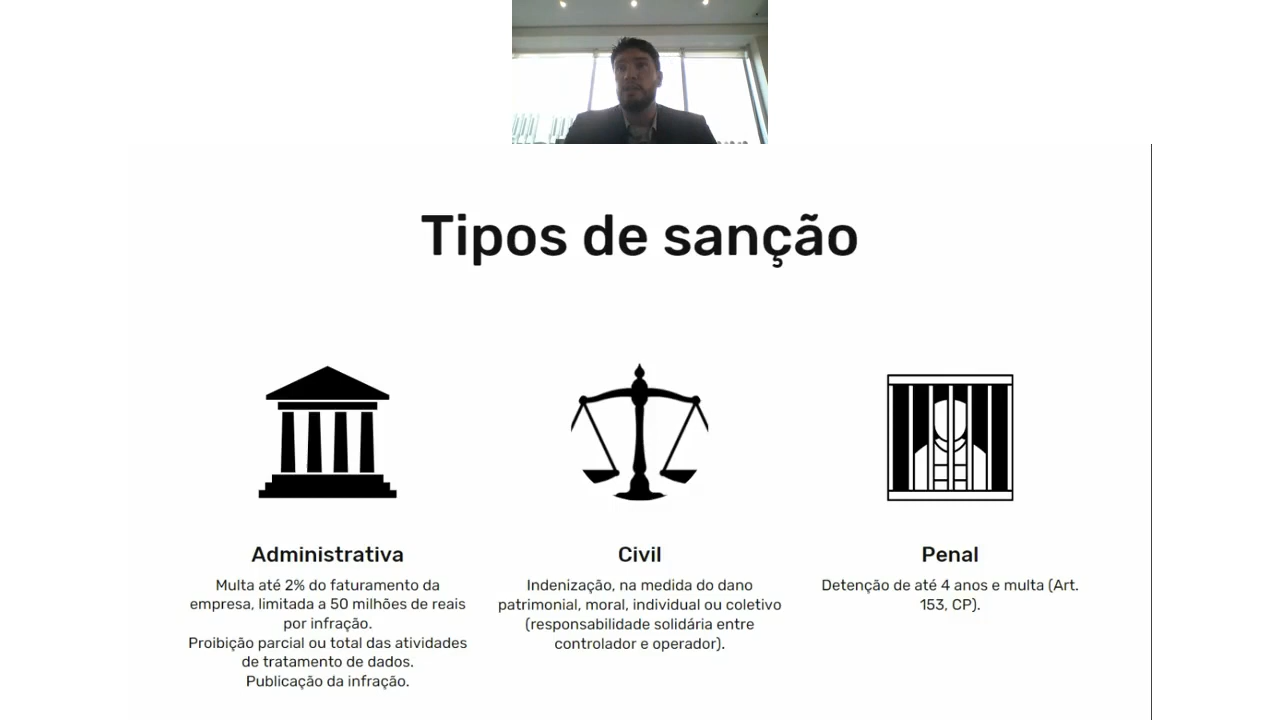 Tipos de sanção
Administrativa
Multa até 2% do faturamento da
empresa, limitada a 50 milhões de reais
por infração.
Proibição parcial ou total das atividades
de tratamento de dados.
Publicação da infração.
Civil
Indenização, na medida do dano
patrimonial, moral, individual ou coletivo
(responsabilidade solidária entre
controlador e operador).
Penal
Detenção de até 4 anos e multa (Art.
153, CP).